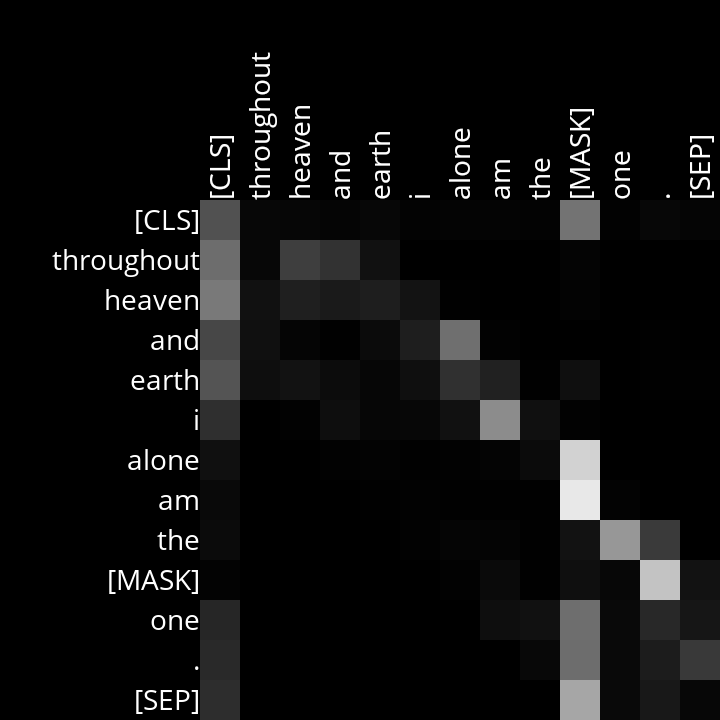 [CLS] throughout heaven and earth i alone am the [MASK] one . [SEP]
[CLS]
throughout
heaven
and
earth
i
alone
am
the
[MASK]
one
.
[SEP]